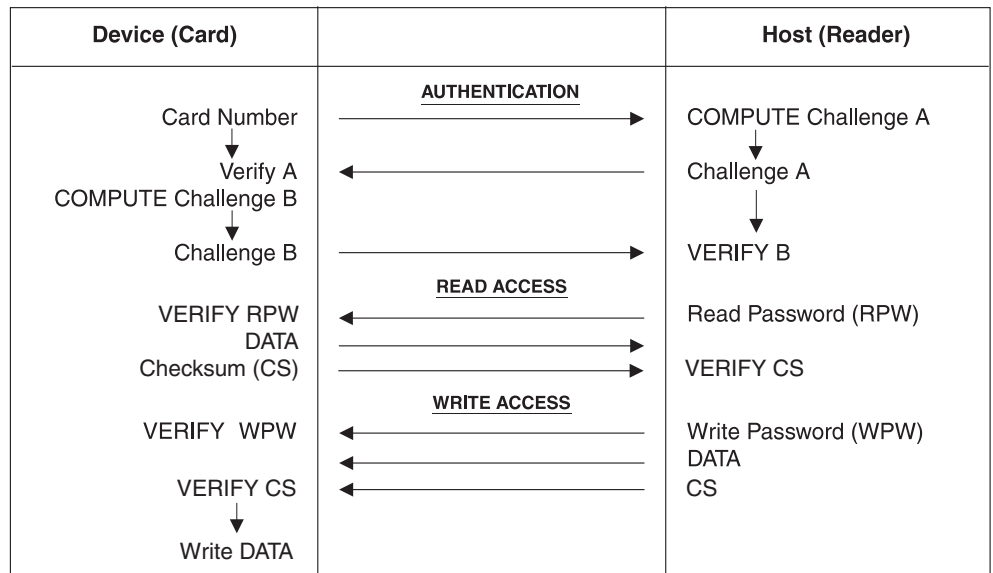 Device (Card) Host (Reader)
AUTHENTICATION
Card Number COMPUTE Challenge A
Verify A Challenge A
COMPUTE Challenge B
Challenge B VERIFY B
READ ACCESS
VERIFY RPW Read Password (RPW)
DATA
Checksum (CS) VERIFY CS
WRITE ACCESS
VERIFY WPW Write Password (WPW)
DATA
VERIFY CS CS
Write DATA